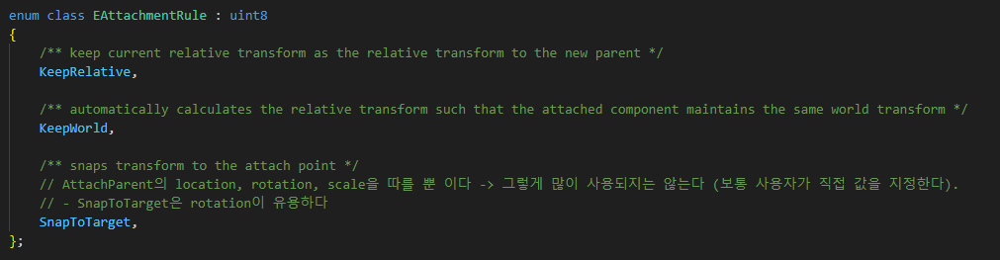 enum class EAttachmentRule : uint8
{
/** keep current relative transform as the relative transform to the new parent */
KeepRelative,
/** automatically calculates the relative transform such that the attached component maintains the same world transform */
KeepWorld,
/** snaps transform to the attach point */
// AttachParent의 location, rotation, scale을 따를 뿐 이다 -> 그렇게 많이 사용되지는 않는다 (보통 사용자가 직접 값을 지정한다).
// - SnapToTarget은 rotation이 유용하다
SnapToTarget,
};